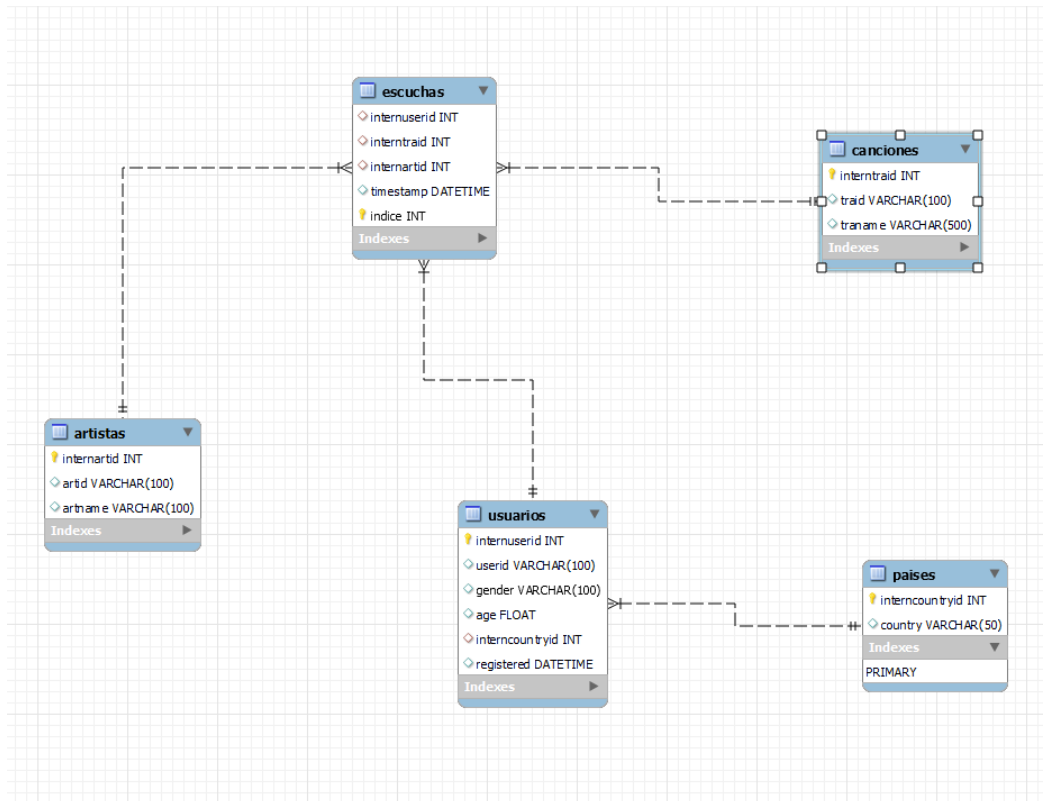 escuchas
internuserid INT
interntraid INT
internartid INT
timestamp DATETIME
indice INT
Indexes
canciones
interntraid INT
traid VARCHAR(100)
traname VARCHAR(500)
Indexes
artistas
internartid INT
artid VARCHAR(100)
artname VARCHAR(100)
Indexes
usuarios
internuserid INT
userid VARCHAR(100)
gender VARCHAR(100)
age FLOAT
interncountryid INT
registered DATETIME
Indexes
paises
interncountryid INT
country VARCHAR(50)
Indexes
PRIMARY